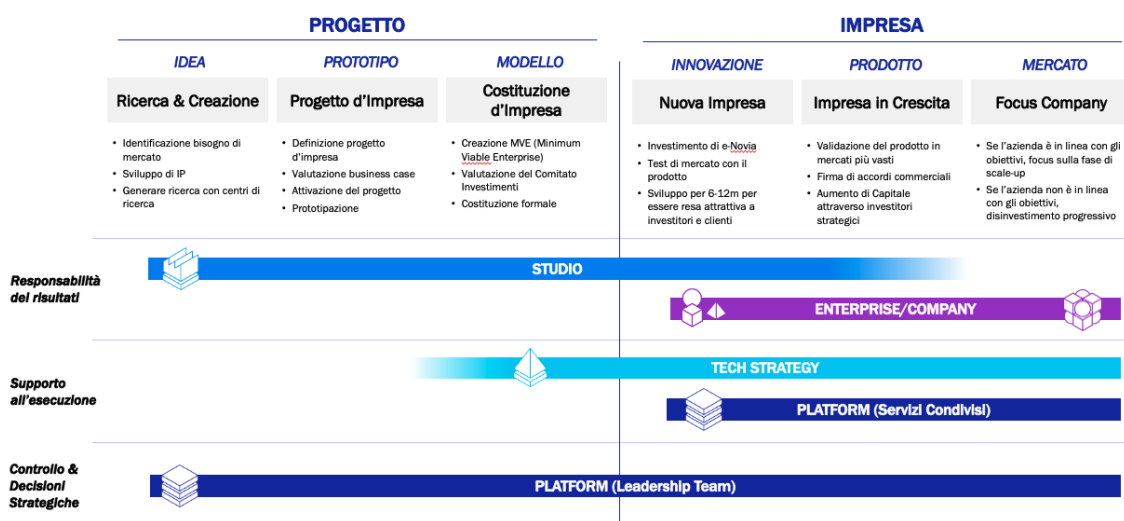 PROGETTO
IMPRESA
IDEA
PROTOTIPO
MODELLO
INNOVAZIONE
PRODOTTO
MERCATO
Ricerca & Creazione
Progetto d'Impresa
Costituzione
d'Impresa
Nuova Impresa
Impresa in Crescita
Focus Company
• Identificazione bisogno di
mercato
• Sviluppo di IP
• Generare ricerca con centri di
ricerca
• Definizione progetto
d'impresa
• Valutazione business case
• Attivazione del progetto
• Prototipazione
• Creazione MVE (Minimum
Viable Enterprise)
• Valutazione del Comitato
Investimenti
• Costituzione formale
• Investimento di e-Novia
• Test di mercato con il
prodotto
• Sviluppo per 6-12m per
essere resa attrattiva a
investitori e clienti
• Validazione del prodotto in
mercati più vasti
• Firma di accordi commerciali
• Aumento di Capitale
attraverso investitori
strategici
• Se l'azienda è in linea con gli
obiettivi, focus sulla fase di
scale-up
• Se l'azienda non è in linea
con gli obiettivi,
disinvestimento progressivo
Responsabilità
dei risultati
STUDIO
ENTERPRISE/COMPANY
Supporto
all'esecuzione
TECH STRATEGY
PLATFORM (Servizi Condivisi)
Controllo &
Decisioni
Strategiche
PLATFORM (Leadership Team)